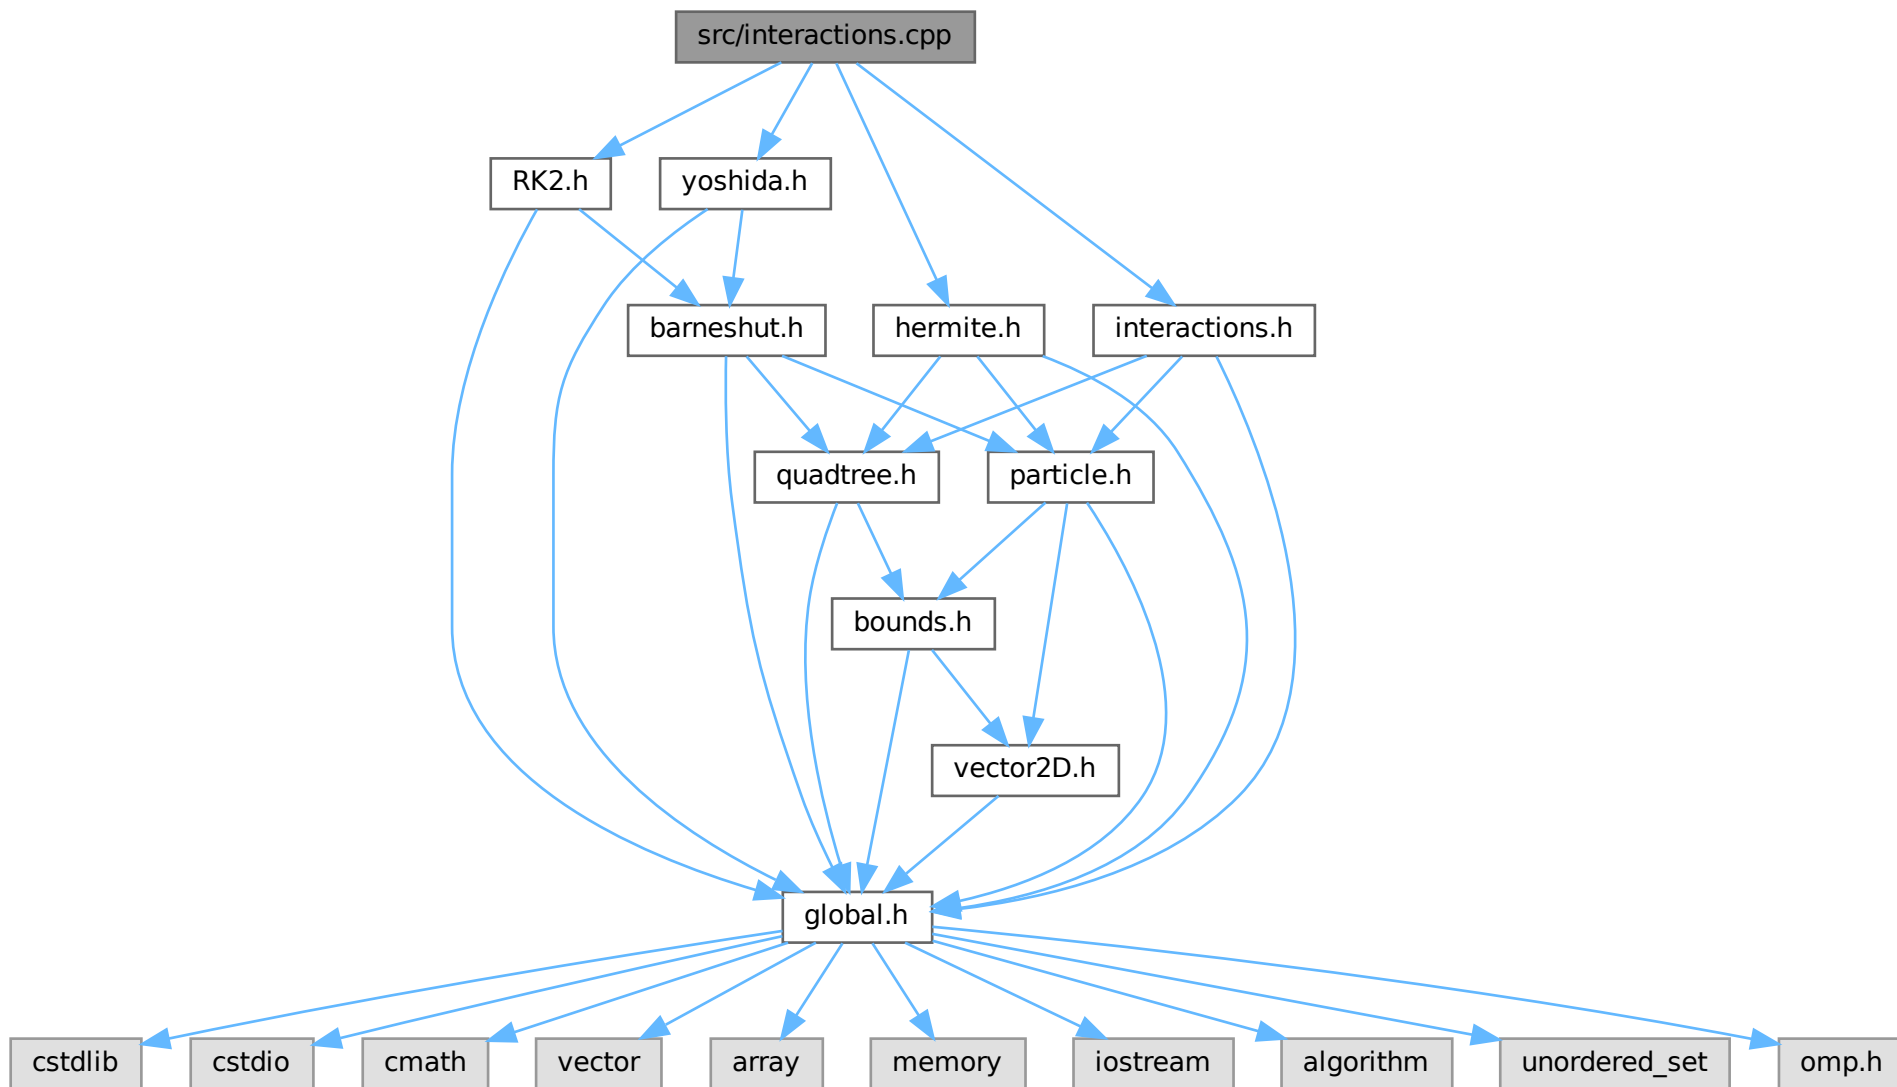 src/interactions.cpp
RK2.h
yoshida.h
barneshut.h
hermite.h
interactions.h
quadtree.h
particle.h
bounds.h
vector2D.h
global.h
cstdlib
cstdio
cmath
vector
array
memory
iostream
algorithm
unordered_set
omp.h